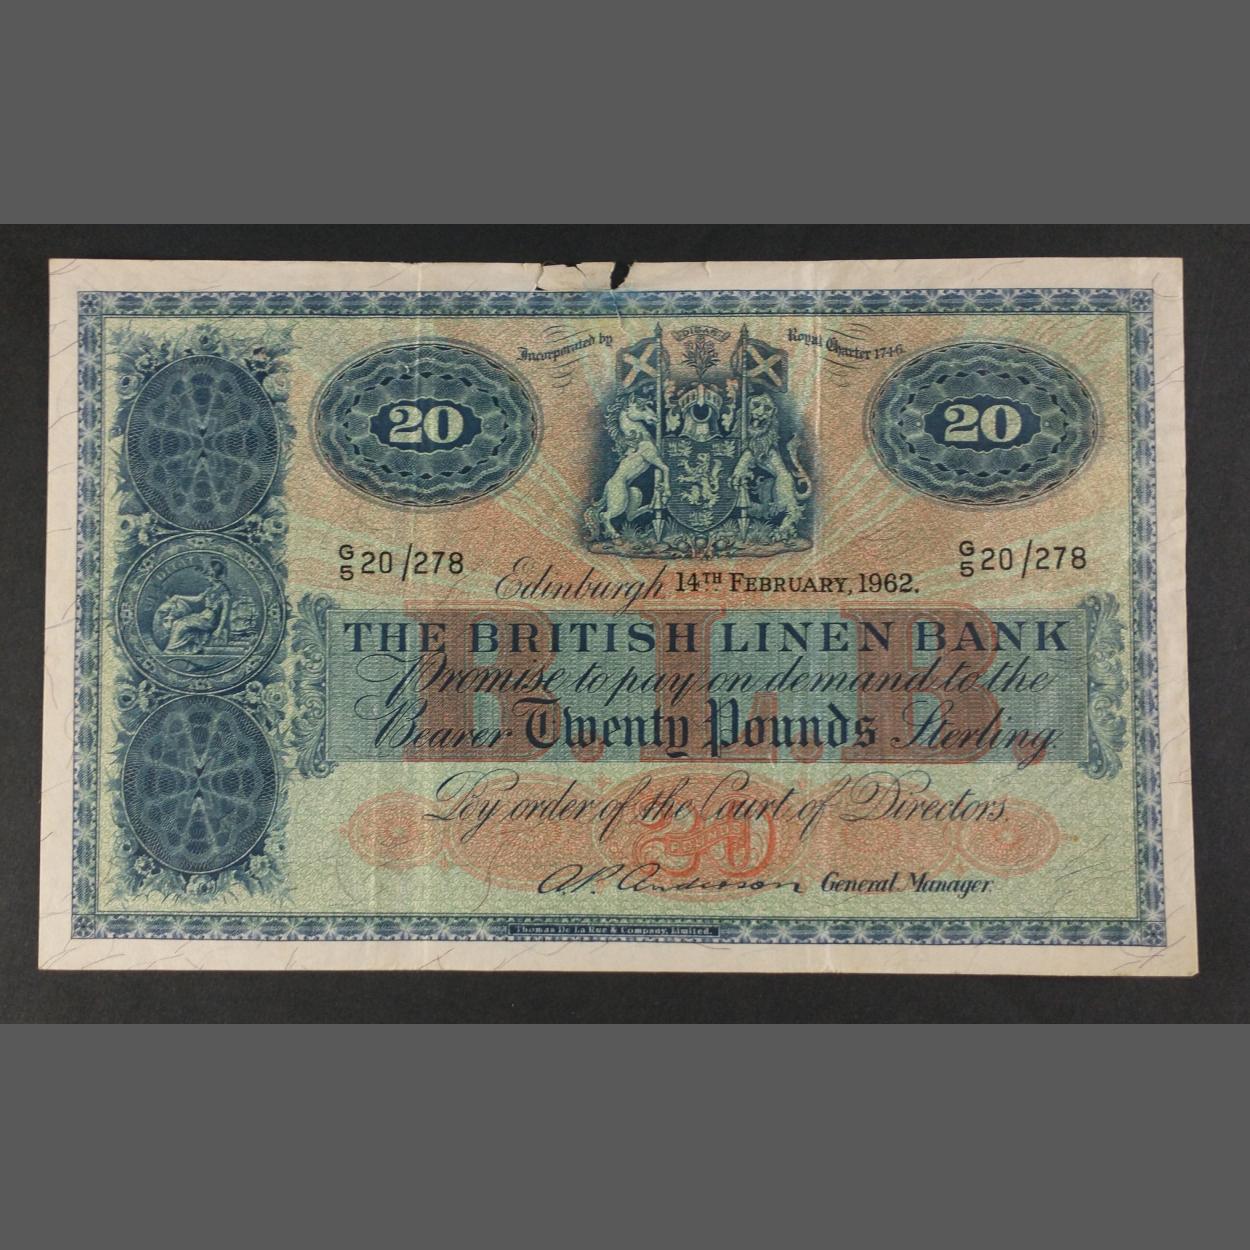 Incorporated by Royal Charter 1746.
20 20
G/5 20/278 G/5 20/278
Edinburgh 14TH FEBRUARY, 1962.
THE BRITISH LINEN BANK
Promise to pay on demand to the
Bearer Twenty Pounds Sterling.
B.L.B.
By order of the Court of Directors.
20
A.P. Anderson General Manager.
Thomas De La Rue & Company, Limited.